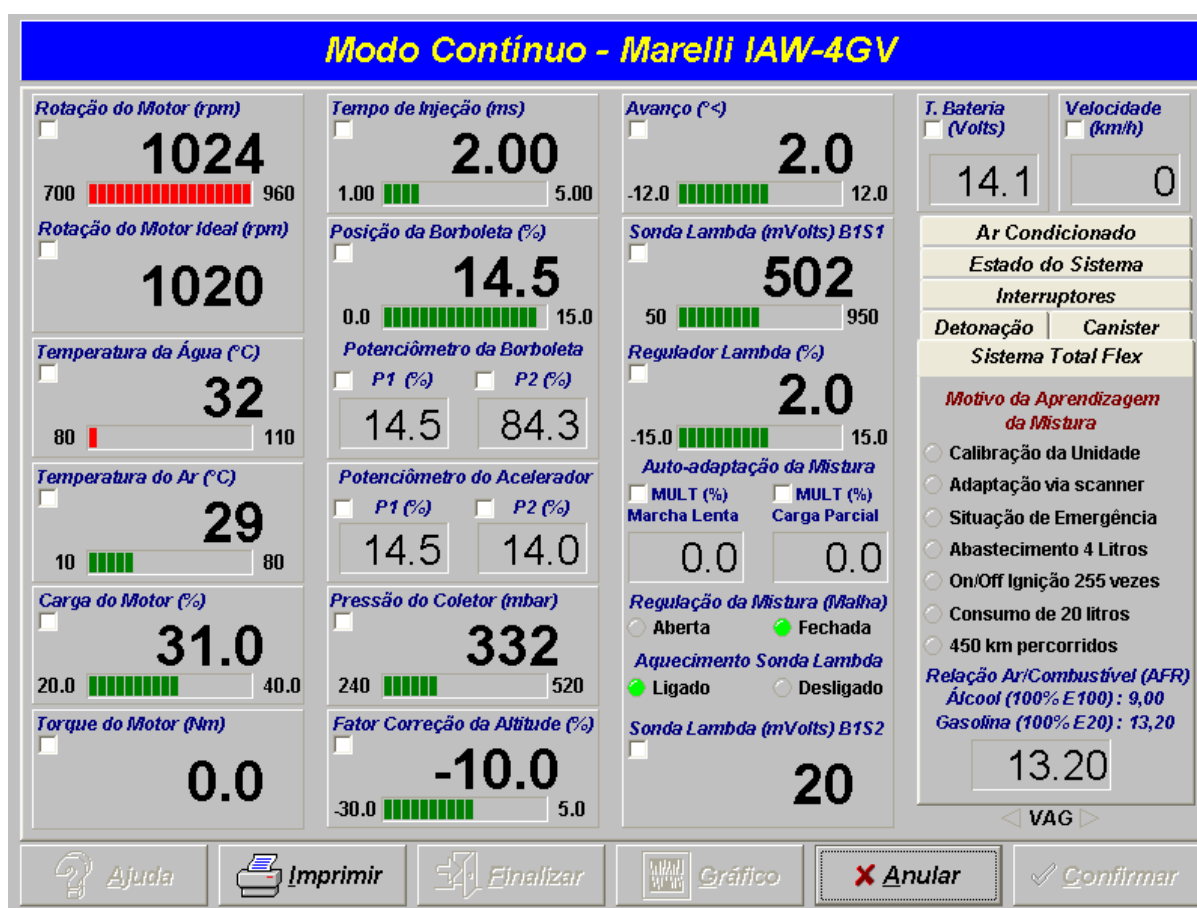 Modo Contínuo - Marelli IAW-4GV
Rotação do Motor (rpm)
1024
700 960
Rotação do Motor Ideal (rpm)
1020
Temperatura da Água (°C)
32
80 110
Temperatura do Ar (°C)
29
10 80
Carga do Motor (%)
31.0
20.0 40.0
Torque do Motor (Nm)
0.0
Tempo de Injeção (ms)
2.00
1.00 5.00
Posição da Borboleta (%)
14.5
0.0 15.0
Potenciômetro da Borboleta
P1 (%) P2 (%)
14.5 84.3
Potenciômetro do Acelerador
P1 (%) P2 (%)
14.5 14.0
Pressão do Coletor (mbar)
332
240 520
Fator Correção da Altitude (%)
-10.0
-30.0 5.0
Avanço (°<)
2.0
-12.0 12.0
Sonda Lambda (mVolts) B1S1
502
50 950
Regulador Lambda (%)
2.0
-15.0 15.0
Auto-adaptação da Mistura
MULT (%) MULT (%)
Marcha Lenta Carga Parcial
0.0 0.0
Regulação da Mistura (Malha)
Aberta Fechada
Aquecimento Sonda Lambda
Ligado Desligado
Sonda Lambda (mVolts) B1S2
20
T. Bateria
(Volts)
14.1
Velocidade
(km/h)
0
Ar Condicionado
Estado do Sistema
Interruptores
Detonação Canister
Sistema Total Flex
Motivo da Aprendizagem
da Mistura
Calibração da Unidade
Adaptação via scanner
Situação de Emergência
Abastecimento 4 Litros
On/Off Ignição 255 vezes
Consumo de 20 litros
450 km percorridos
Relação Ar/Combustível (AFR)
Álcool (100% E100) : 9,00
Gasolina (100% E20) : 13,20
13.20
VAG
Ajuda Imprimir Finalizar Gráfico Anular Confirmar